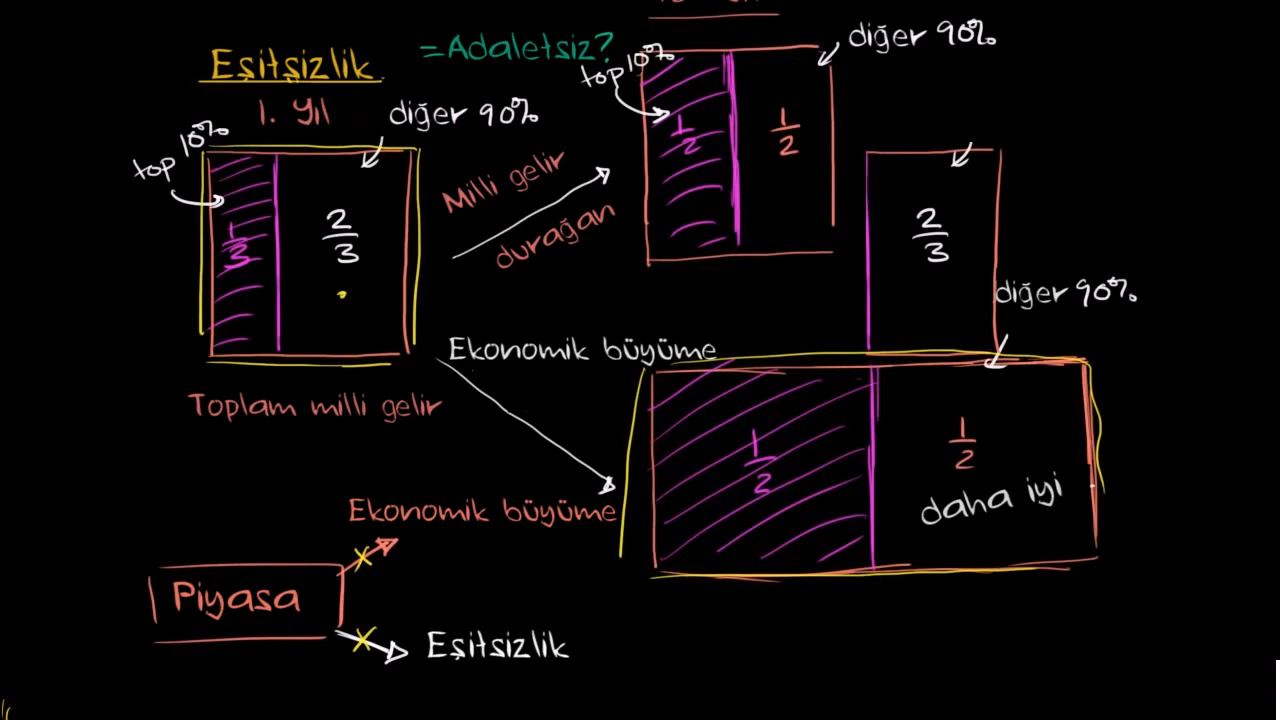 Eşitsizlik
=Adaletsiz?
1. Yıl
top 10%
diğer 90%
1/3
2/3
Toplam milli gelir
Milli gelir
durağan
top 10%
diğer 90%
1/2
1/2
2/3
diğer 90%
Ekonomik büyüme
1/2
1/2
daha iyi
Ekonomik büyüme
Piyasa
Eşitsizlik